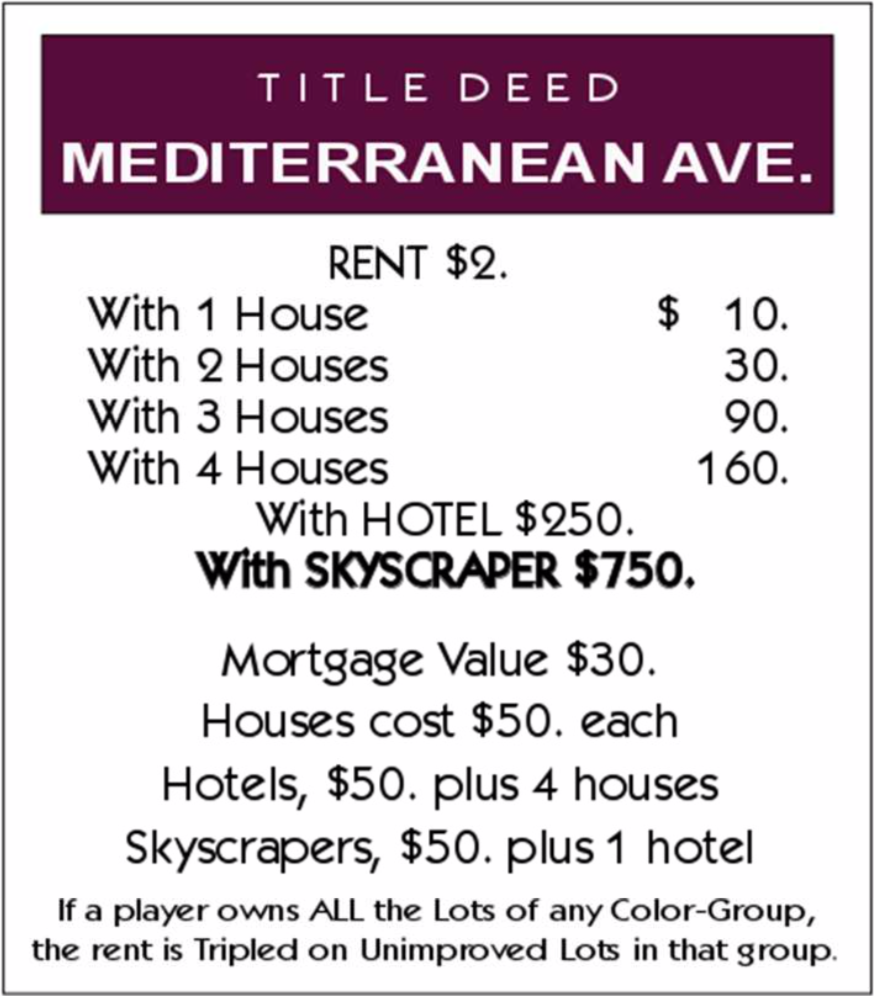 TITLE DEED
MEDITERRANEAN AVE.
RENT $2.
With 1 House $ 10.
With 2 Houses 30.
With 3 Houses 90.
With 4 Houses 160.
With HOTEL $250.
With SKYSCRAPER $750.
Mortgage Value $30.
Houses cost $50. each
Hotels, $50. plus 4 houses
Skyscrapers, $50. plus 1 hotel
If a player owns ALL the Lots of any Color-Group,
the rent is Tripled on Unimproved Lots in that group.